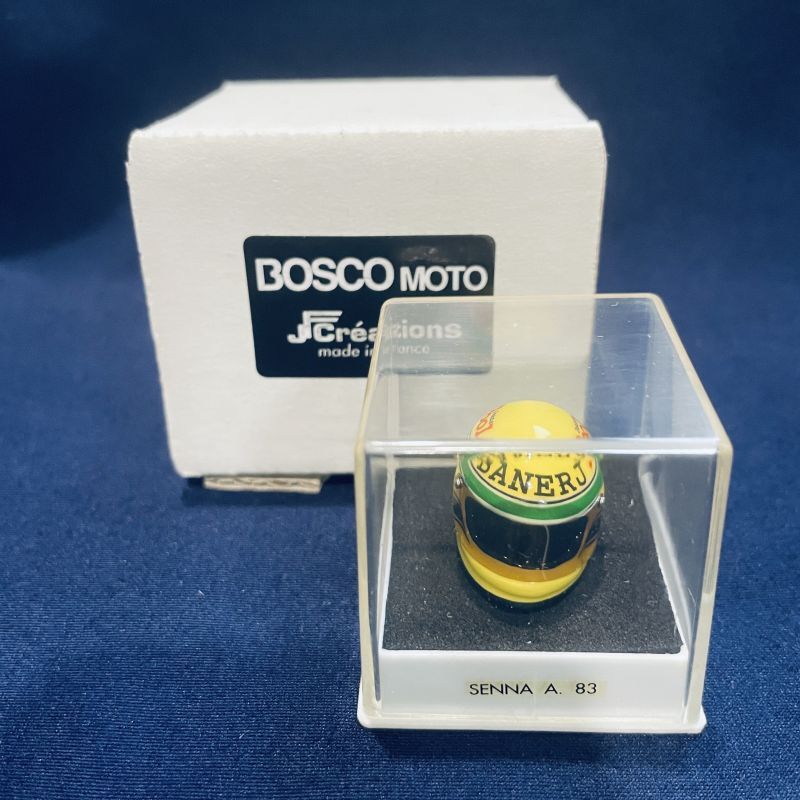 BOSCO MOTO
JF Créations
made in France
BANERJ
SENNA A. 83